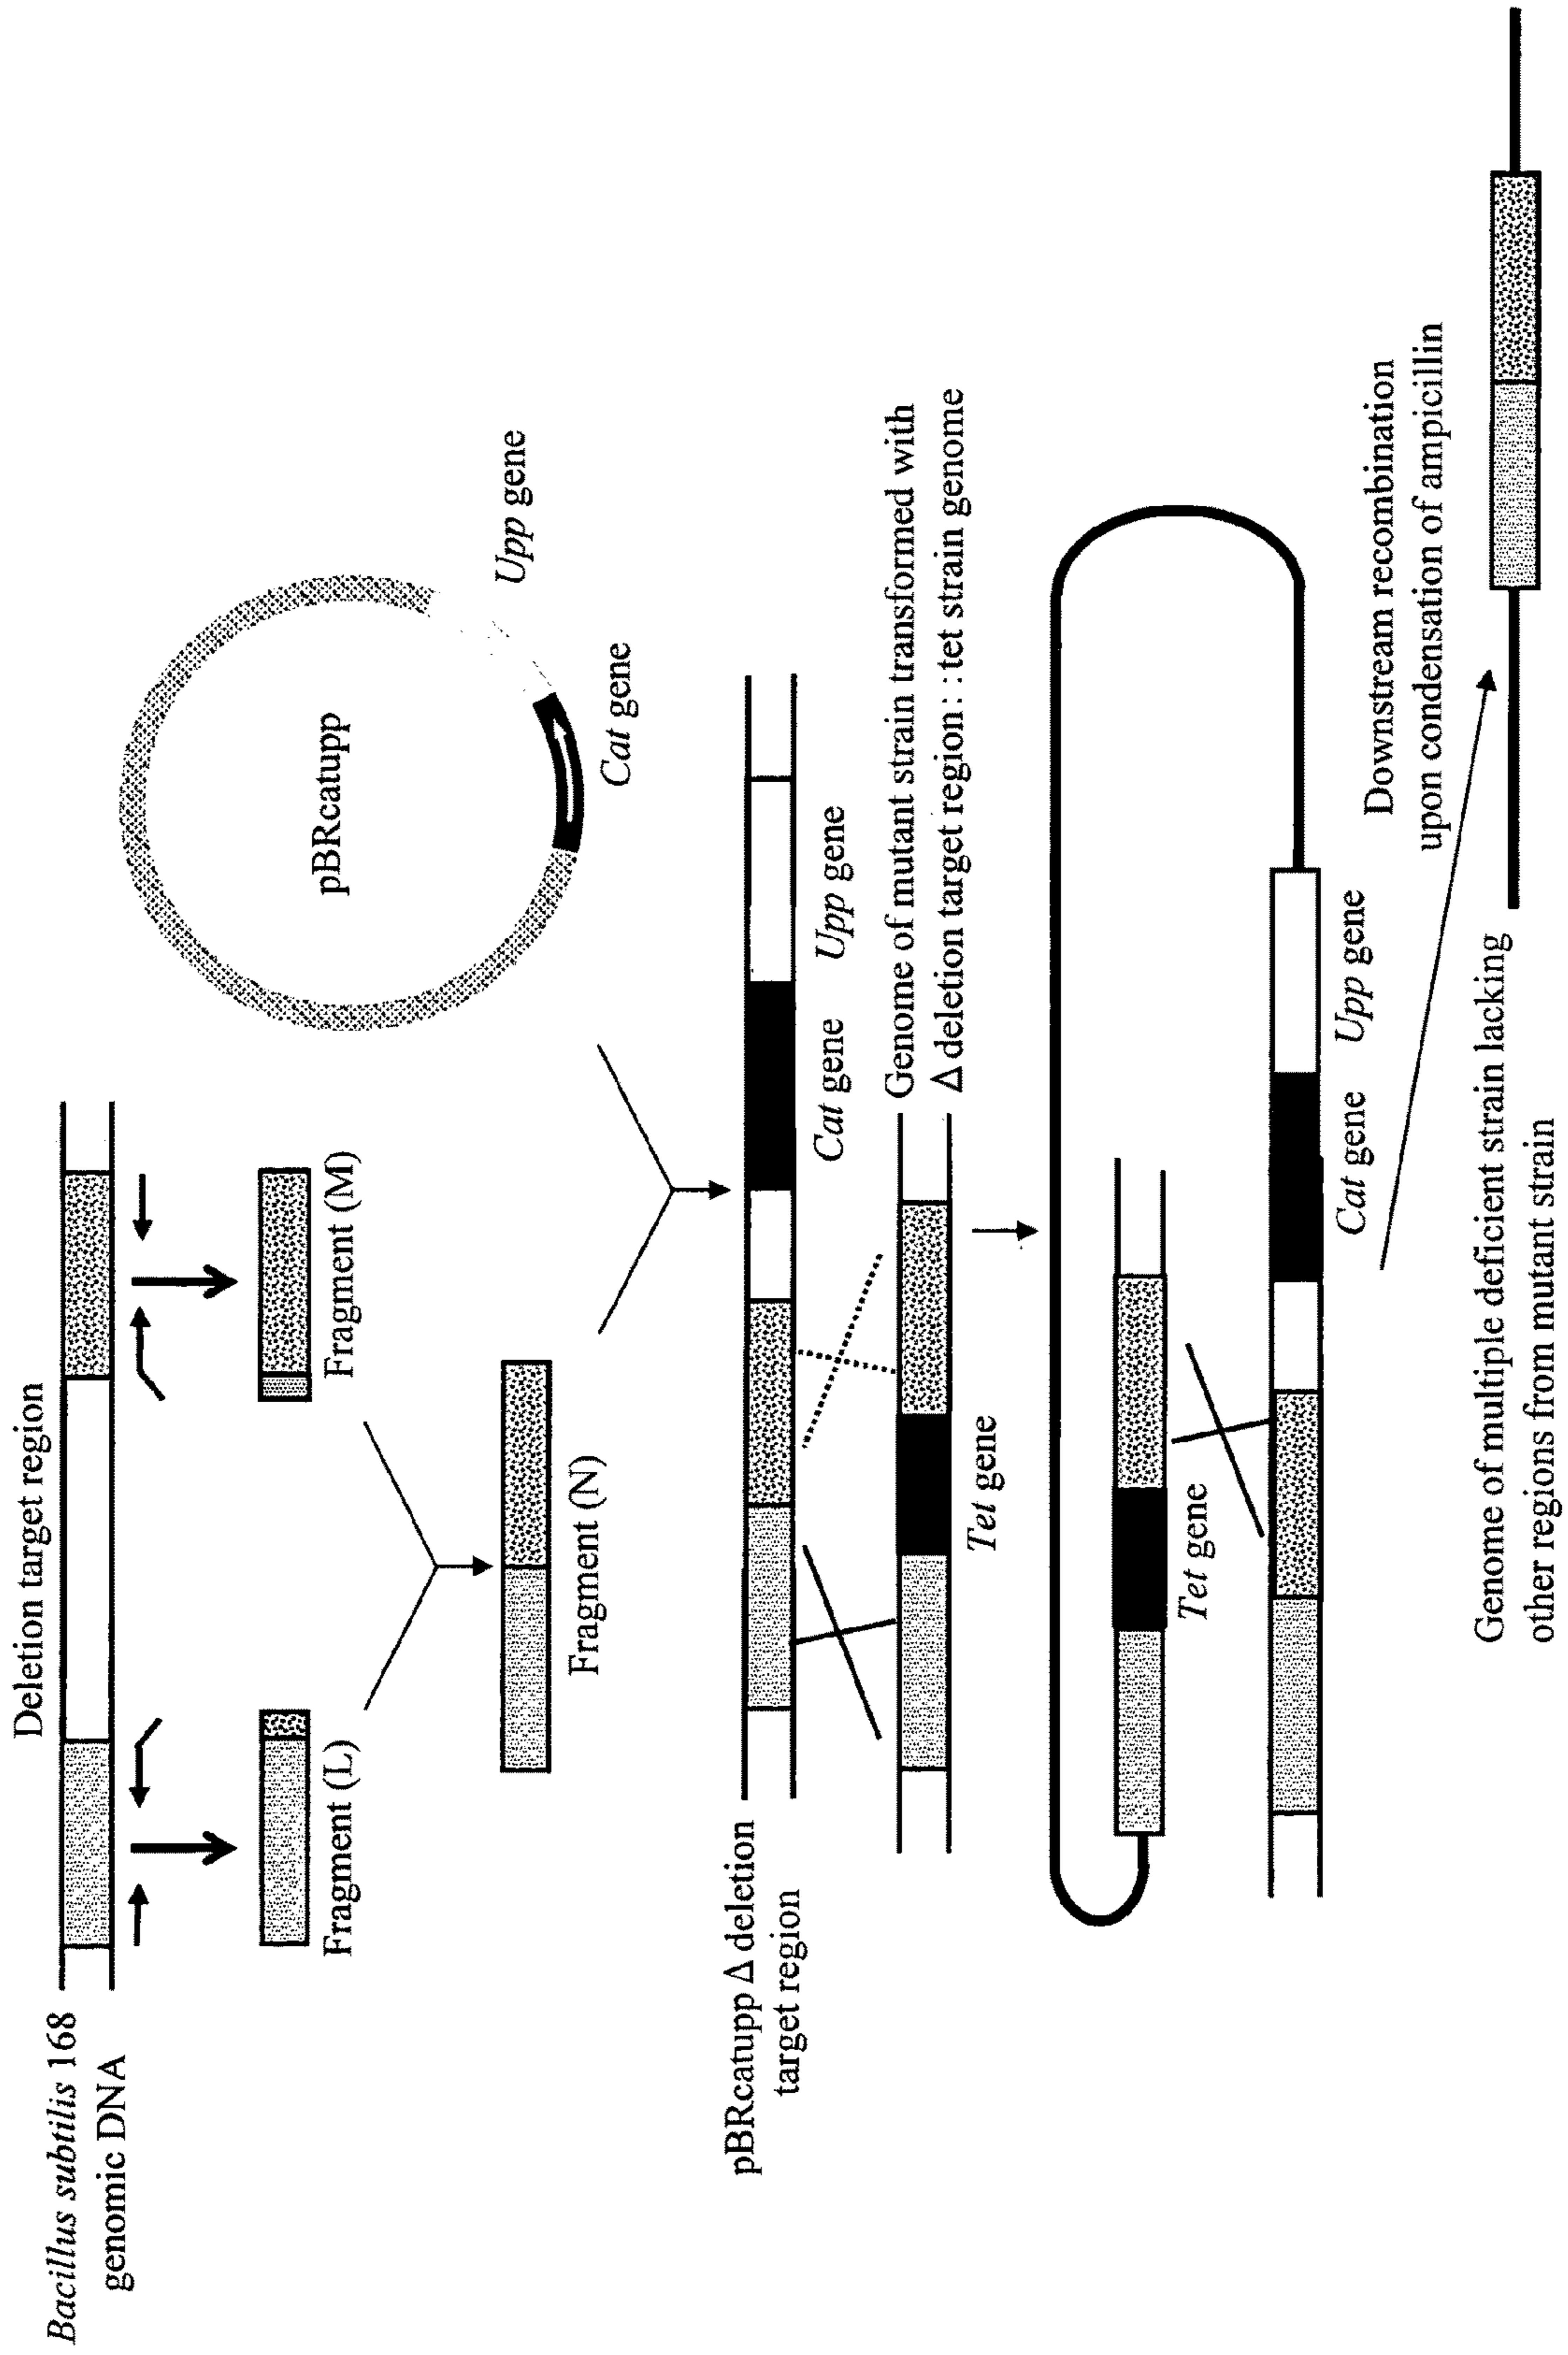 Deletion target region
Bacillus subtilis 168
genomic DNA
Fragment (L)
Fragment (M)
Fragment (N)
pBRcatupp
Upp gene
Cat gene
pBRcatupp Δ deletion
target region
Cat gene
Upp gene
Genome of mutant strain transformed with
Δ deletion target region: :tet strain genome
Tet gene
Tet gene
Cat gene
Upp gene
Downstream recombination
upon condensation of ampicillin
Genome of multiple deficient strain lacking
other regions from mutant strain